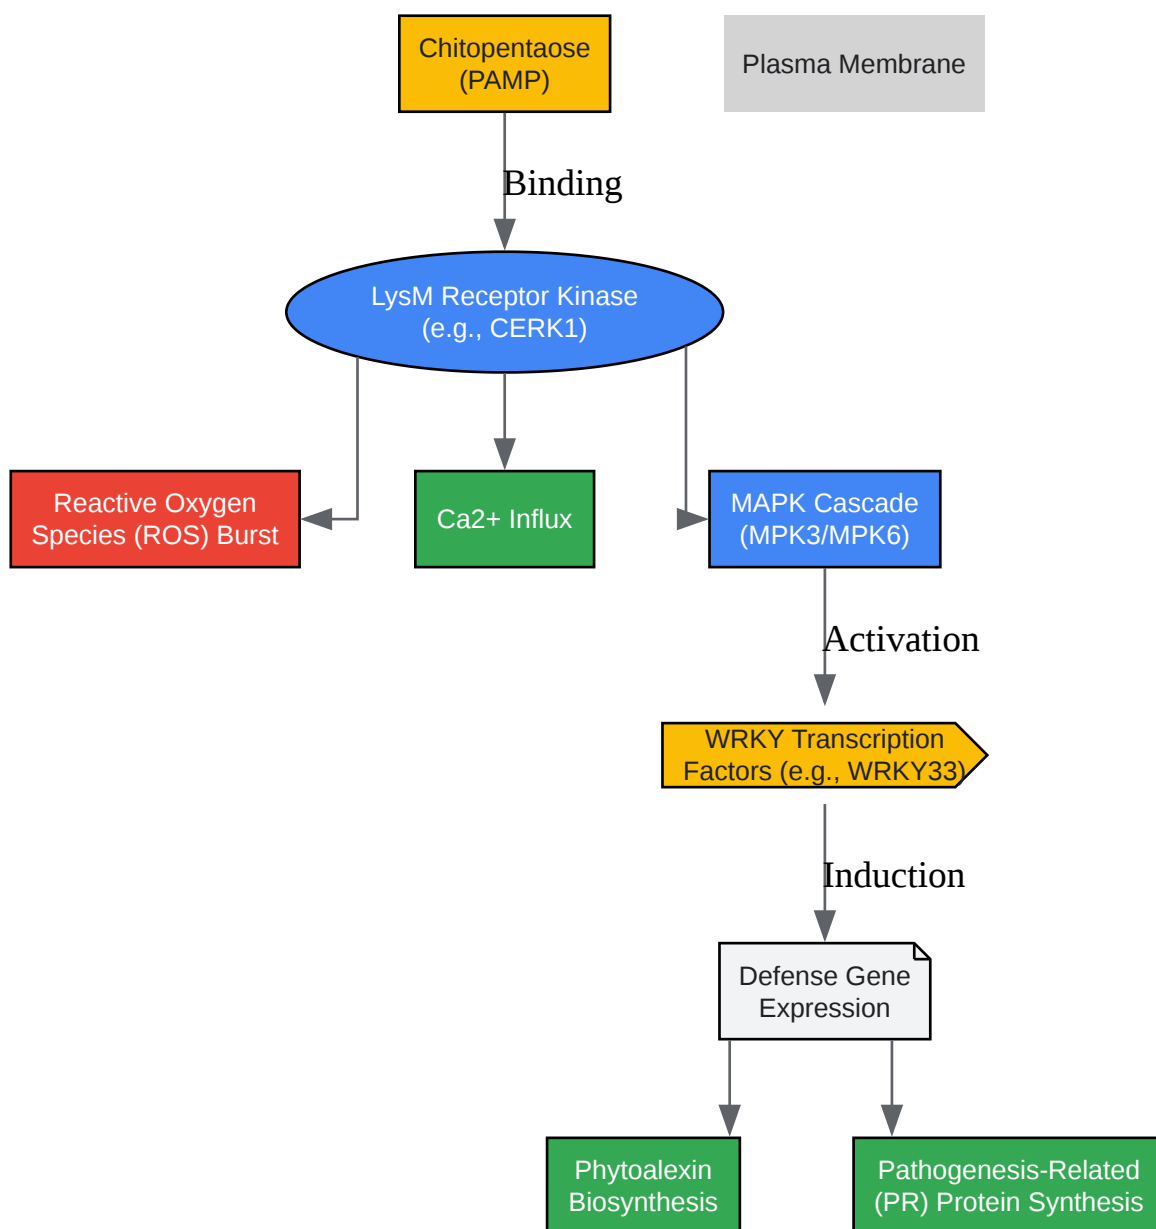 Chitopentaose
(PAMP)
Plasma Membrane
Binding
LysM Receptor Kinase
(e.g., CERK1)
Reactive Oxygen
Species (ROS) Burst
Ca2+ Influx
MAPK Cascade
(MPK3/MPK6)
Activation
WRKY Transcription
Factors (e.g., WRKY33)
Induction
Defense Gene
Expression
Phytoalexin
Biosynthesis
Pathogenesis-Related
(PR) Protein Synthesis